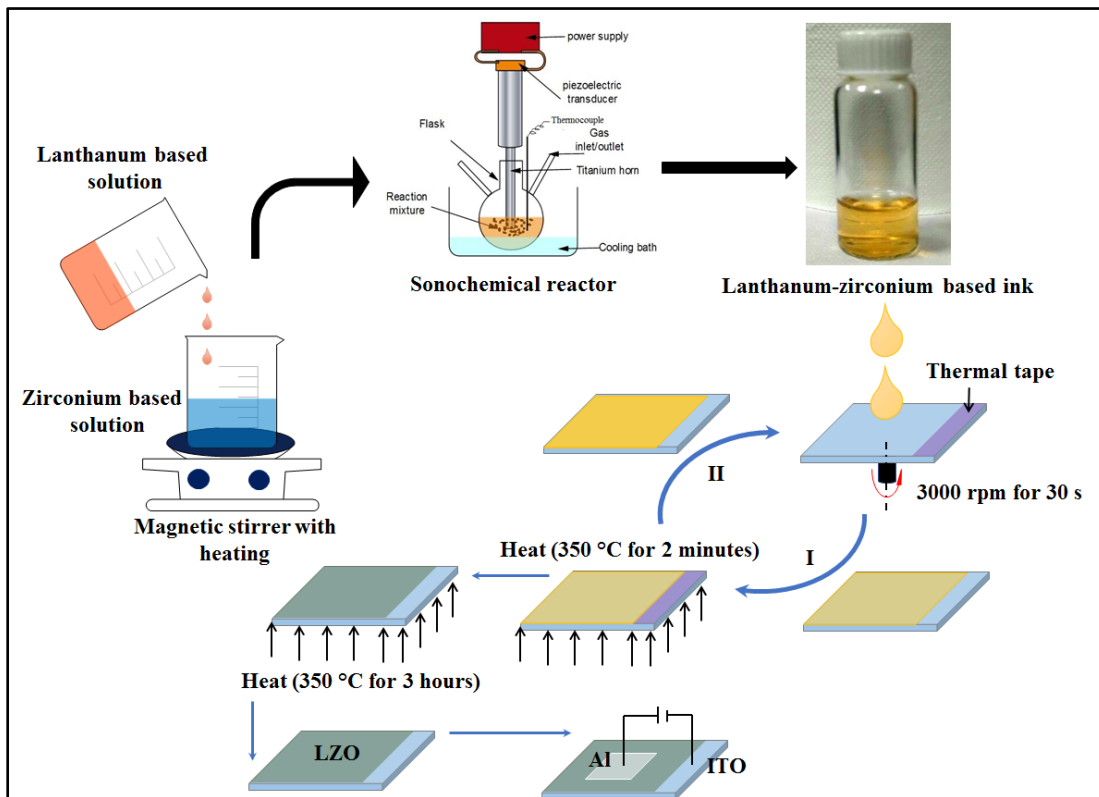 Lanthanum based
solution
Zirconium based
solution
Magnetic stirrer with
heating
power supply
piezoelectric
transducer
Thermocouple
Flask
Gas
inlet/outlet
Titanium horn
Reaction
mixture
Cooling bath
Sonochemical reactor
Lanthanum-zirconium based ink
Thermal tape
3000 rpm for 30 s
II
I
Heat (350 °C for 2 minutes)
Heat (350 °C for 3 hours)
LZO
Al
ITO